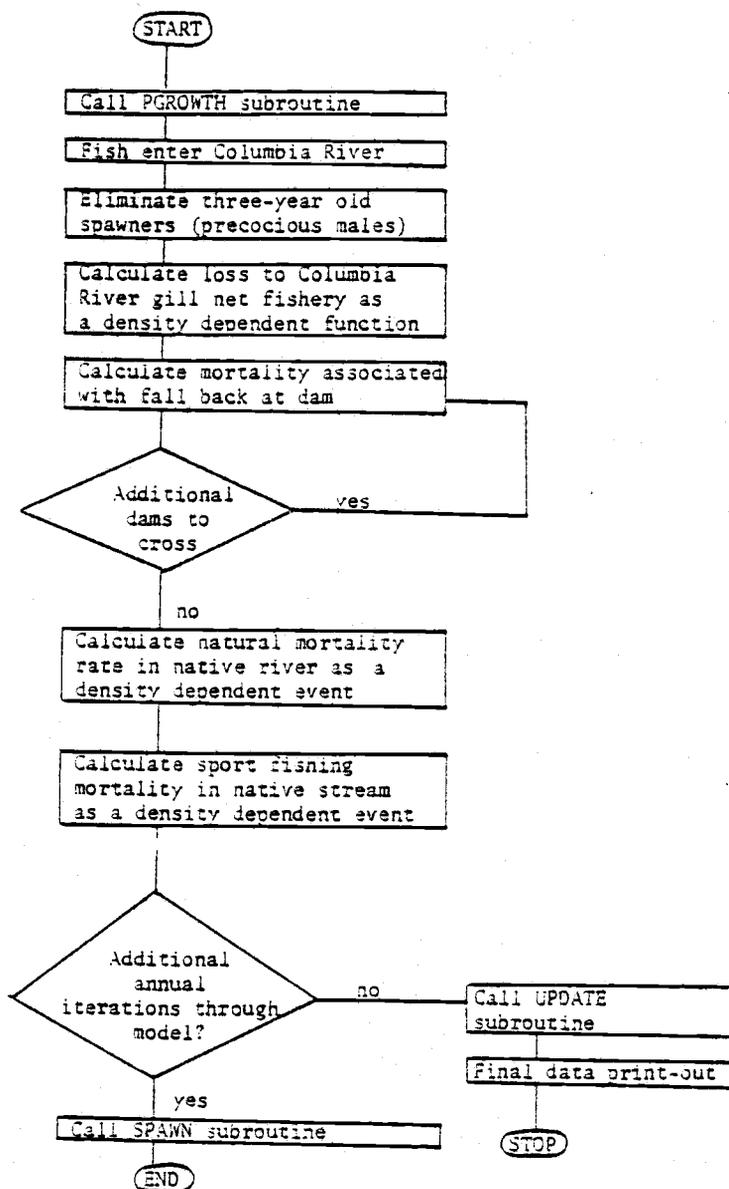 START
Call PGROWTH subroutine
Fish enter Columbia River
Eliminate three-year old
spawners (precocious males)
Calculate loss to Columbia
River gill net fishery as
a density dependent function
Calculate mortality associated
with fall back at dam
Additional
dams to
cross
yes
no
Calculate natural mortality
rate in native river as a
density dependent event
Calculate sport fishing
mortality in native stream
as a density dependent event
Additional
annual
iterations through
model?
no
Call UPDATE
subroutine
Final data print-out
STOP
yes
Call SPAWN subroutine
END